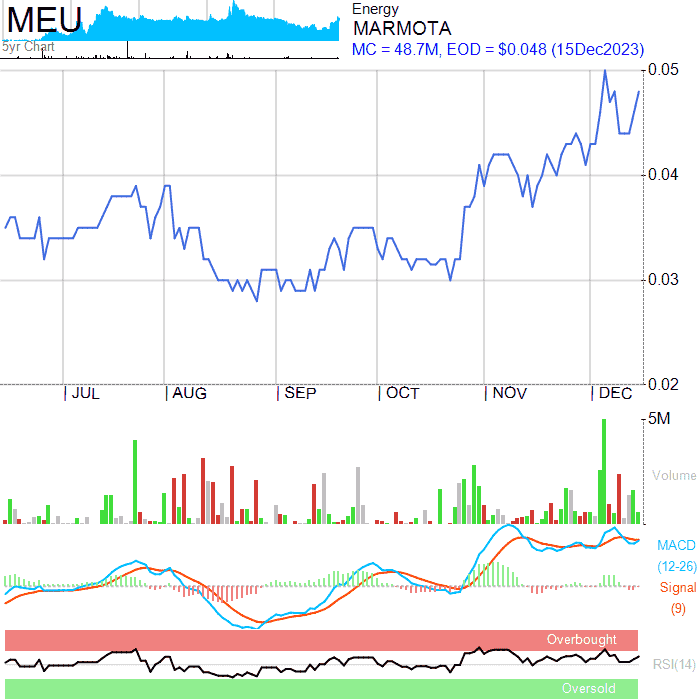 MEU
5yr Chart
Energy
MARMOTA
MC = 48.7M, EOD = $0.048 (15Dec2023)
0.05
0.04
0.03
0.02
JUL AUG SEP OCT NOV DEC
5M
Volume
MACD
(12-26)
Signal
(9)
Overbought
RSI(14)
Oversold